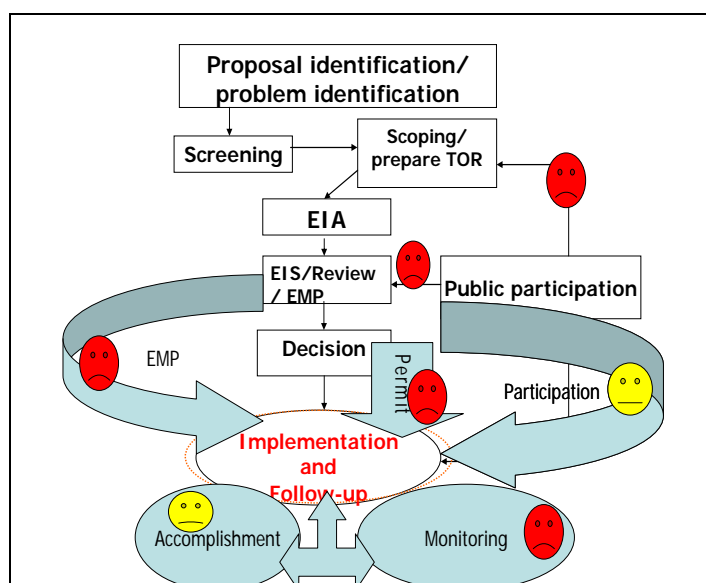 Proposal identification/
problem identification
Screening
Scoping/
prepare TOR
EIA
EIS/Review
/ EMP
Public participation
Decision
EMP
Permit
Participation
Implementation
and
Follow-up
Accomplishment
Monitoring